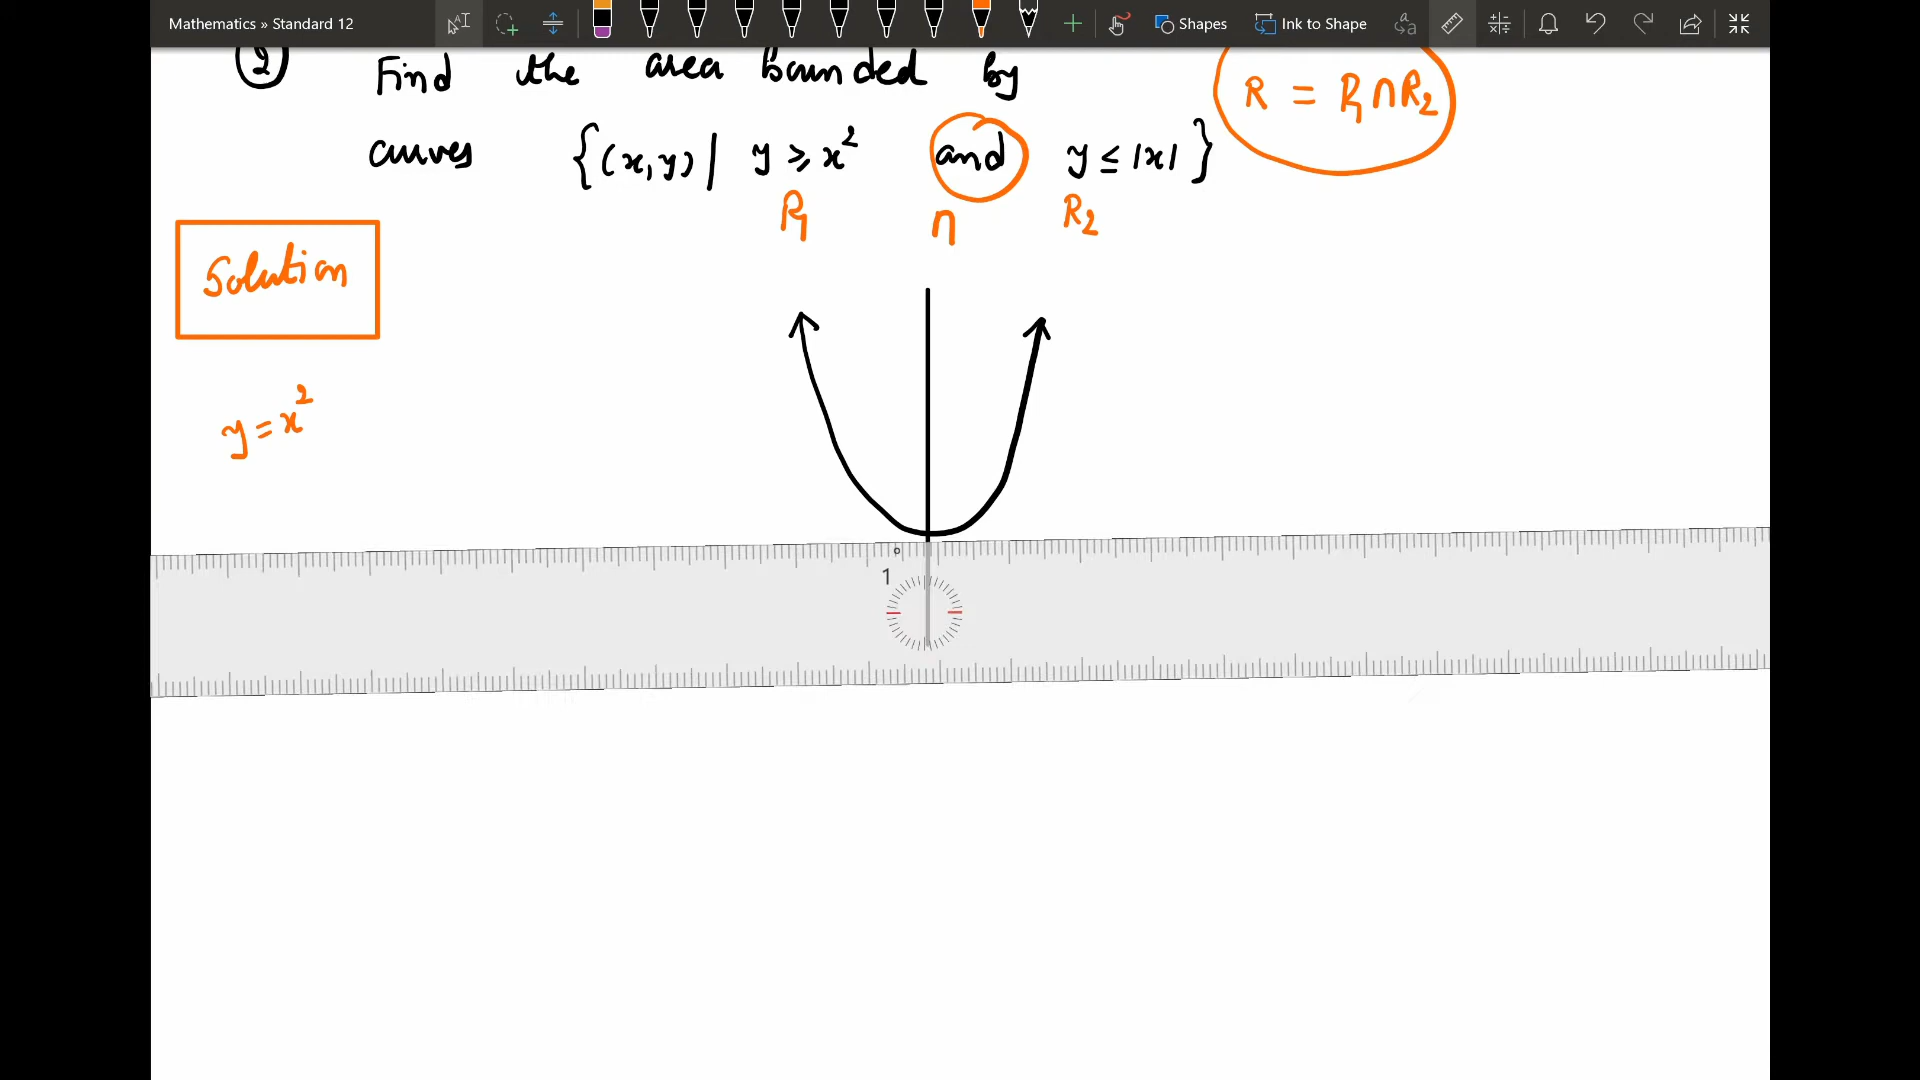 Mathematics » Standard 12
Shapes
Ink to Shape
2 Find the area bounded by
curves {(x,y) | y ≥ x² and y ≤ |x|}
R = R₁ ∩ R₂
R₁ ∩ R₂
Solution
y = x²
1